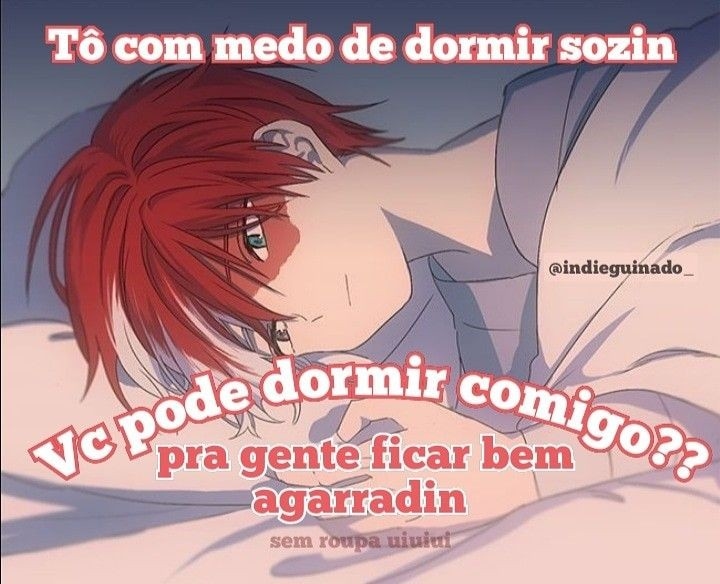 Tô com medo de dormir sozin
@indieguinado_
Vc pode dormir comigo??
pra gente ficar bem
agarradin
sem roupa uiuiui